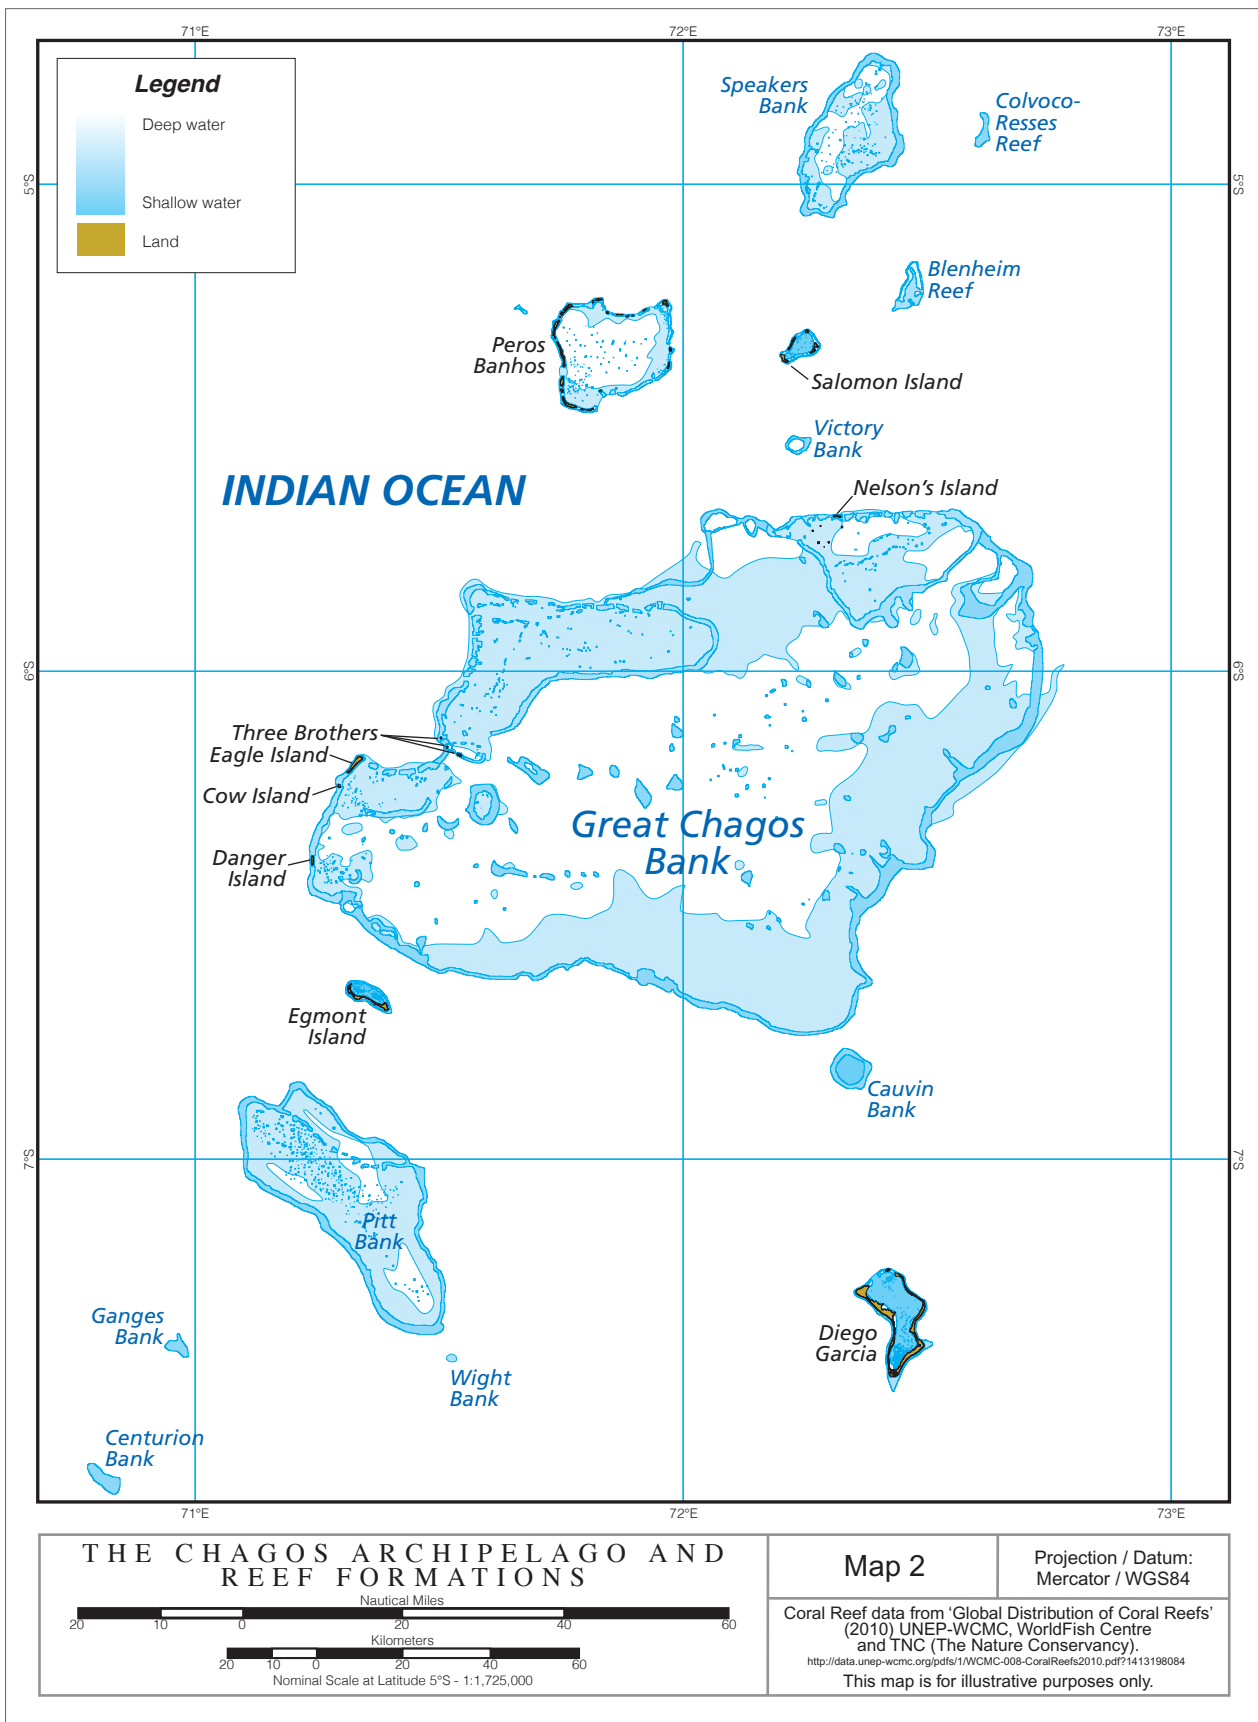 71°E
72°E
73°E
Legend
Deep water
Shallow water
Land
Speakers
Bank
Colvoco-
Resses
Reef
5°S
5°S
Blenheim
Reef
Peros
Banhos
Salomon Island
Victory
Bank
INDIAN OCEAN
Nelson's Island
6°S
6°S
Three Brothers
Eagle Island
Cow Island
Great Chagos
Bank
Danger
Island
Egmont
Island
Cauvin
Bank
7°S
7°S
Pitt
Bank
Ganges
Bank
Diego
Garcia
Wight
Bank
Centurion
Bank
71°E
72°E
73°E
THE CHAGOS ARCHIPELAGO AND
REEF FORMATIONS
Nautical Miles
20 10 0 20 40 60
Kilometers
20 10 0 20 40 60
Nominal Scale at Latitude 5°S - 1:1,725,000
Map 2
Projection / Datum:
Mercator / WGS84
Coral Reef data from 'Global Distribution of Coral Reefs'
(2010) UNEP-WCMC, WorldFish Centre
and TNC (The Nature Conservancy).
http://data.unep-wcmc.org/pdfs/1/WCMC-008-CoralReefs2010.pdf?1413198084
This map is for illustrative purposes only.